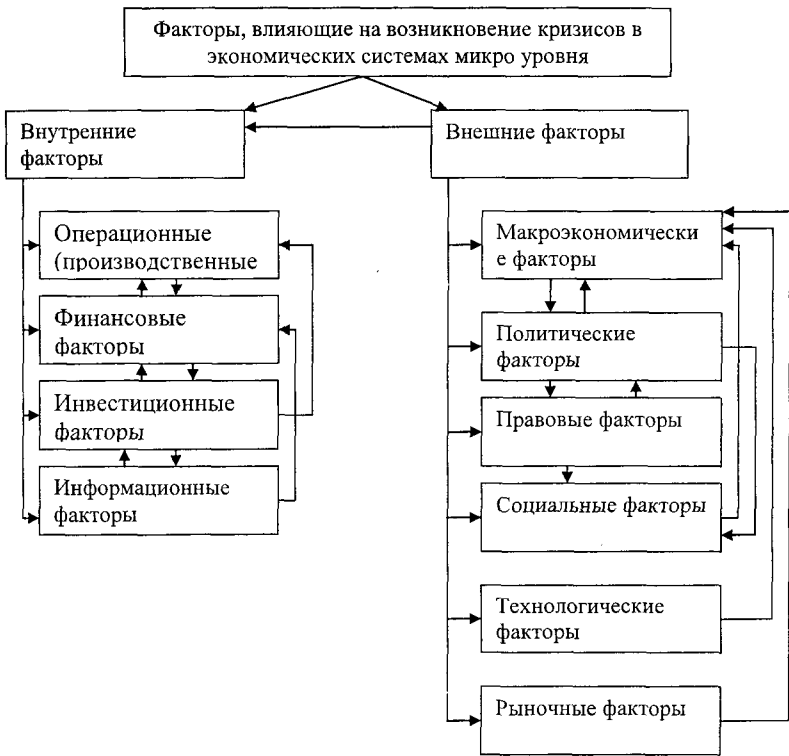 Факторы, влияющие на возникновение кризисов в
экономических системах микро уровня
Внутренние
факторы
Внешние факторы
Операционные
(производственные
Финансовые
факторы
Инвестиционные
факторы
Информационные
факторы
Макроэкономически
е факторы
Политические
факторы
Правовые факторы
Социальные факторы
Технологические
факторы
Рыночные факторы